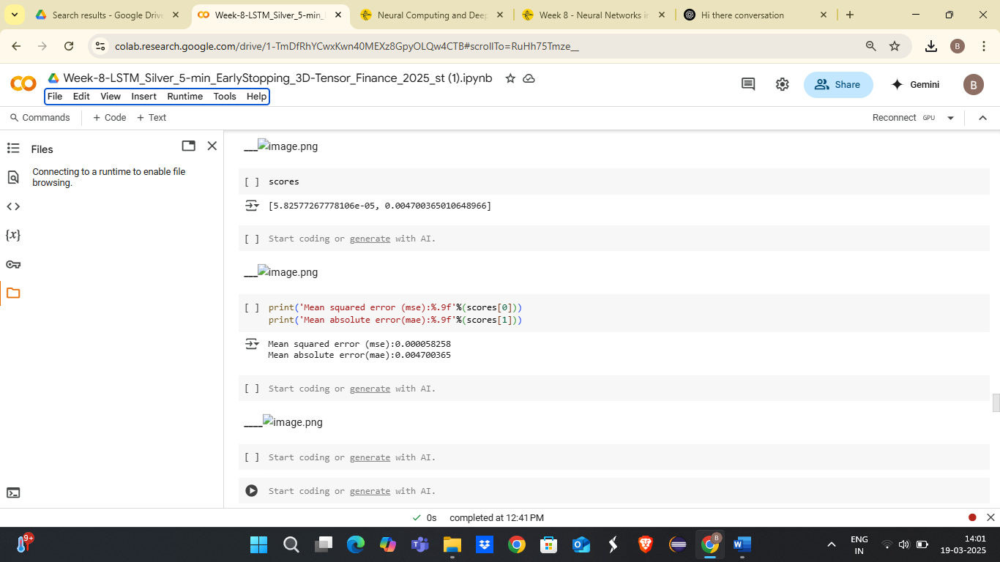 Search results - Google Drive
Week-8-LSTM_Silver_5-min_
Neural Computing and Deep
Week 8 - Neural Networks in
Hi there conversation
colab.research.google.com/drive/1-TmDfRhYCwxKwn40MEXz8GpyOLQw4CTB#scrollTo=RuHh75Tmze__
B
Week-8-LSTM_Silver_5-min_EarlyStopping_3D-Tensor_Finance_2025_st (1).ipynb
File Edit View Insert Runtime Tools Help
Share
Gemini
B
Commands + Code + Text
Reconnect GPU
Files
Connecting to a runtime to enable file
browsing.
___image.png
[ ] scores
[5.82577267778106e-05, 0.004700365010648966]
[ ] Start coding or generate with AI.
___image.png
[ ] print('Mean squared error (mse):%.9f'%(scores[0]))
print('Mean absolute error(mae):%.9f'%(scores[1]))
Mean squared error (mse):0.000058258
Mean absolute error(mae):0.004700365
[ ] Start coding or generate with AI.
____image.png
[ ] Start coding or generate with AI.
Start coding or generate with AI.
{x}
0s completed at 12:41 PM
9+
B
ENG
IN
14:01
19-03-2025